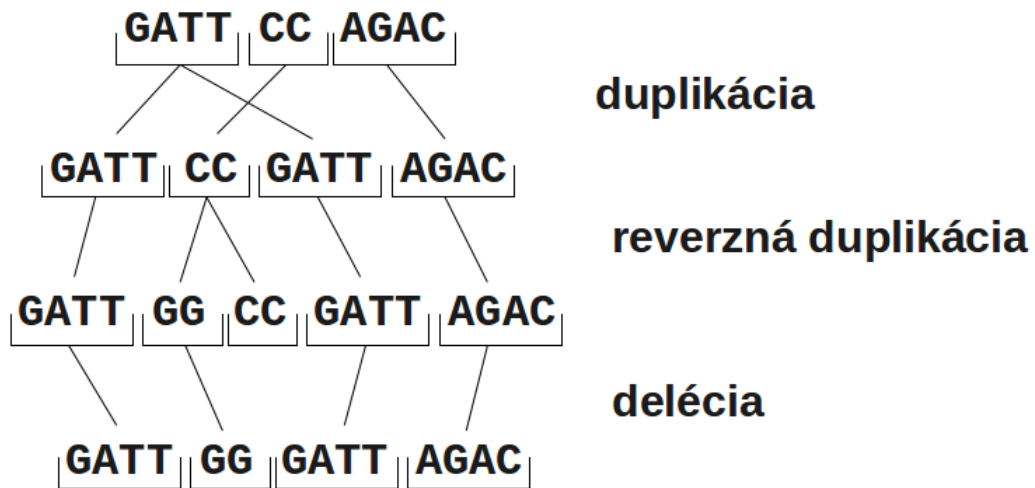 GATT CC AGAC
duplikácia
GATT CC GATT AGAC
reverzná duplikácia
GATT GG CC GATT AGAC
delécia
GATT GG GATT AGAC